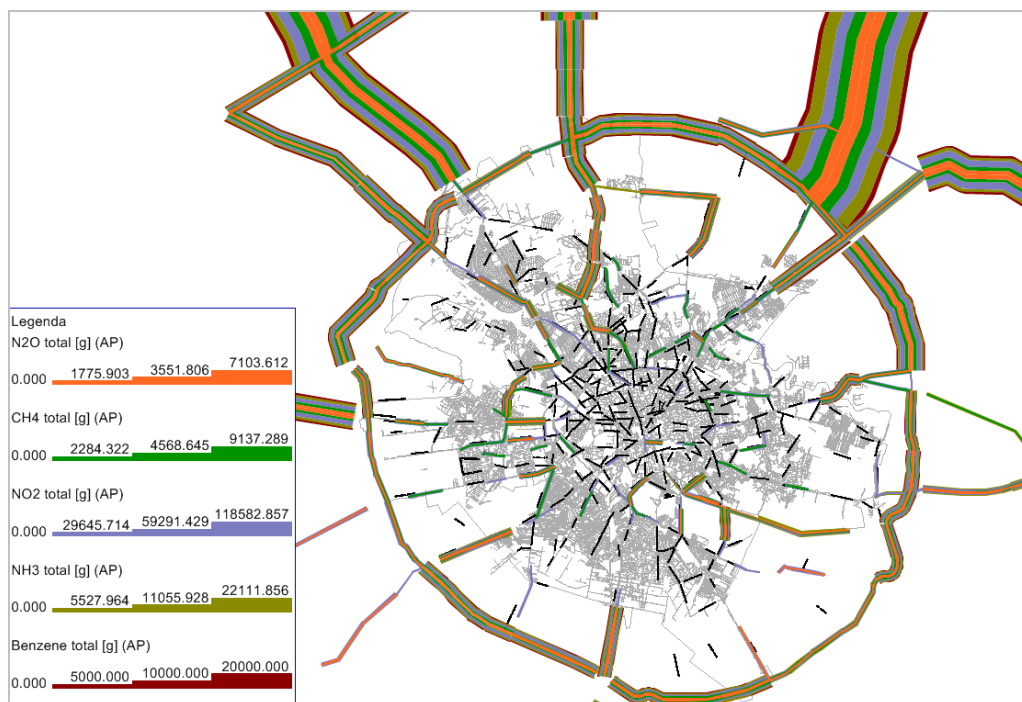 Legenda
N2O total [g] (AP)
0.000 1775.903 3551.806 7103.612
CH4 total [g] (AP)
0.000 2284.322 4568.645 9137.289
NO2 total [g] (AP)
0.000 29645.714 59291.429 118582.857
NH3 total [g] (AP)
0.000 5527.964 11055.928 22111.856
Benzene total [g] (AP)
0.000 5000.000 10000.000 20000.000